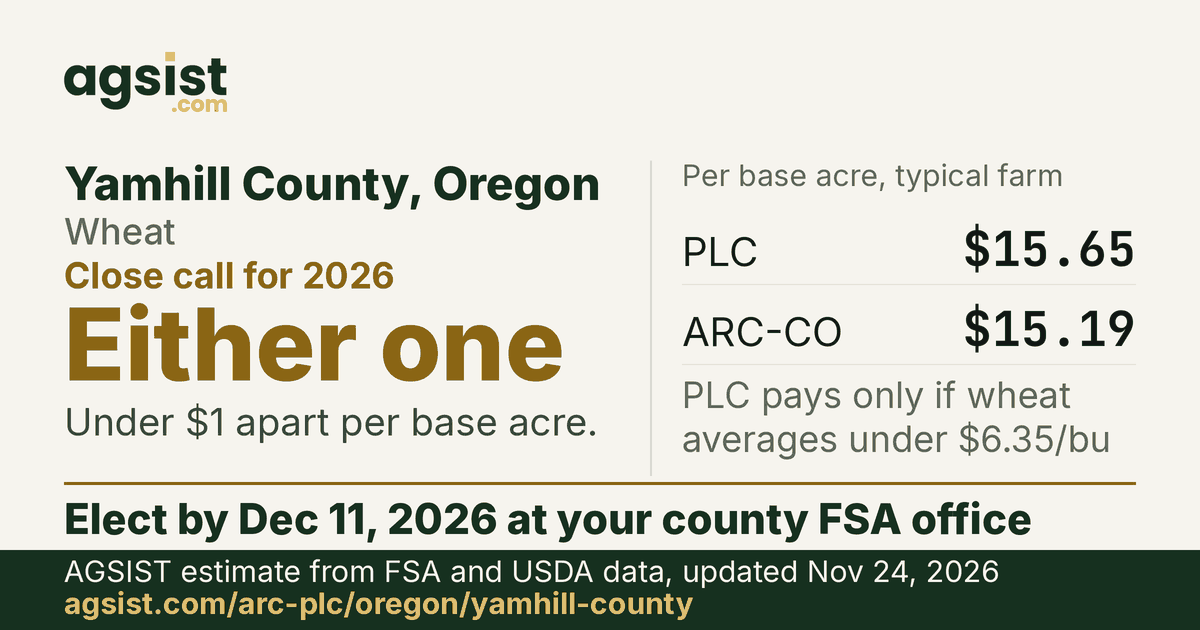 agsist
.com
Yamhill County, Oregon
Wheat
Close call for 2026
Either one
Under $1 apart per base acre.
Per base acre, typical farm
PLC $15.65
ARC-CO $15.19
PLC pays only if wheat
averages under $6.35/bu
Elect by Dec 11, 2026 at your county FSA office
AGSIST estimate from FSA and USDA data, updated Nov 24, 2026
agsist.com/arc-plc/oregon/yamhill-county